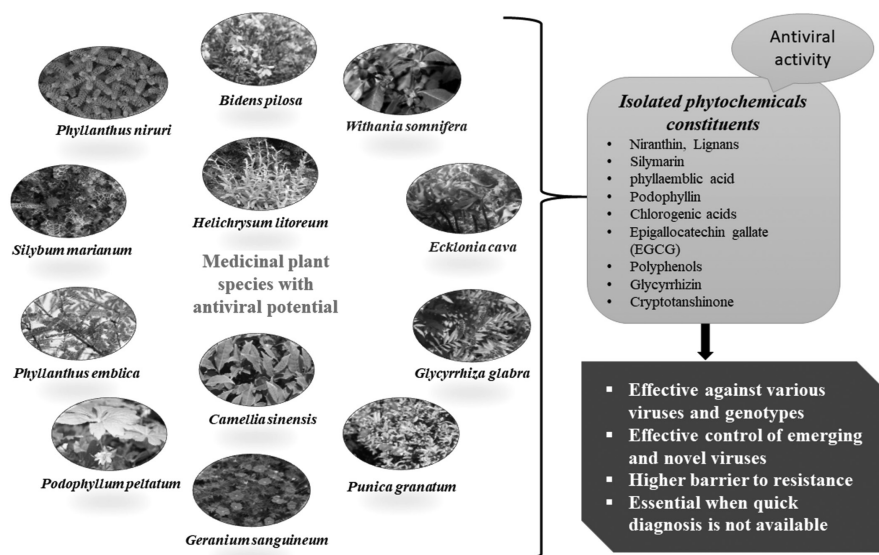 Phyllanthus niruri
Bidens pilosa
Withania somnifera
Silybum marianum
Helichrysum litoreum
Ecklonia cava
Medicinal plant
species with
antiviral potential
Phyllanthus emblica
Camellia sinensis
Glycyrrhiza glabra
Podophyllum peltatum
Geranium sanguineum
Punica granatum
Antiviral
activity
Isolated phytochemicals
constituents
• Niranthin, Lignans
• Silymarin
• phyllaemblic acid
• Podophyllin
• Chlorogenic acids
• Epigallocatechin gallate
(EGCG)
• Polyphenols
• Glycyrrhizin
• Cryptotanshinone
▪ Effective against various
viruses and genotypes
▪ Effective control of emerging
and novel viruses
▪ Higher barrier to resistance
▪ Essential when quick
diagnosis is not available